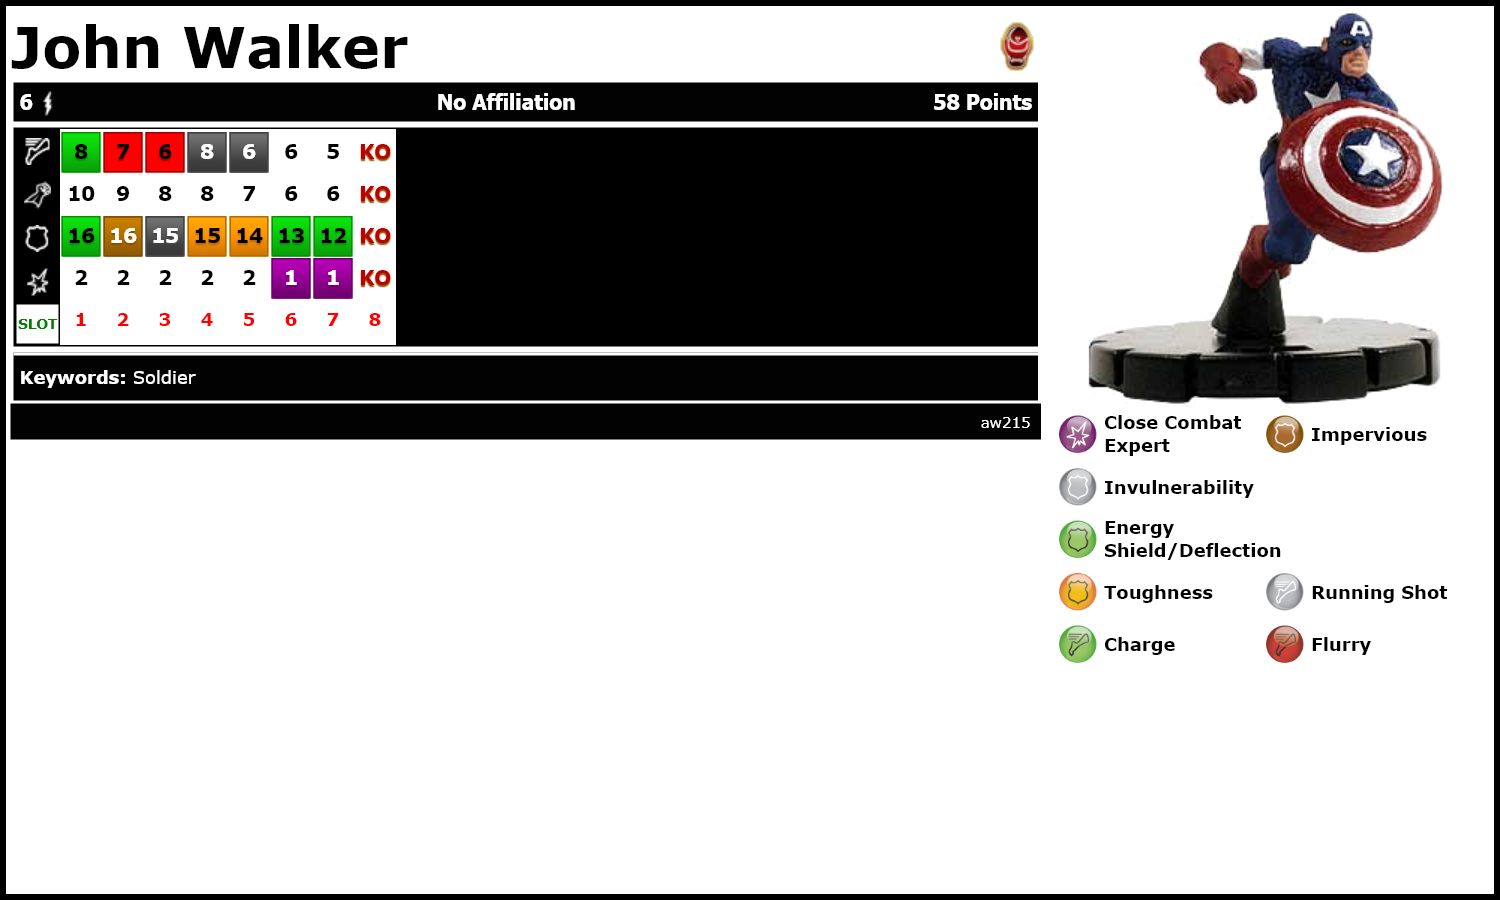 John Walker
6 No Affiliation 58 Points
8 7 6 8 6 6 5 KO
10 9 8 8 7 6 6 KO
16 16 15 15 14 13 12 KO
2 2 2 2 2 1 1 KO
SLOT 1 2 3 4 5 6 7 8
Keywords: Soldier
aw215
A
Close Combat Expert
Impervious
Invulnerability
Energy Shield/Deflection
Toughness
Running Shot
Charge
Flurry